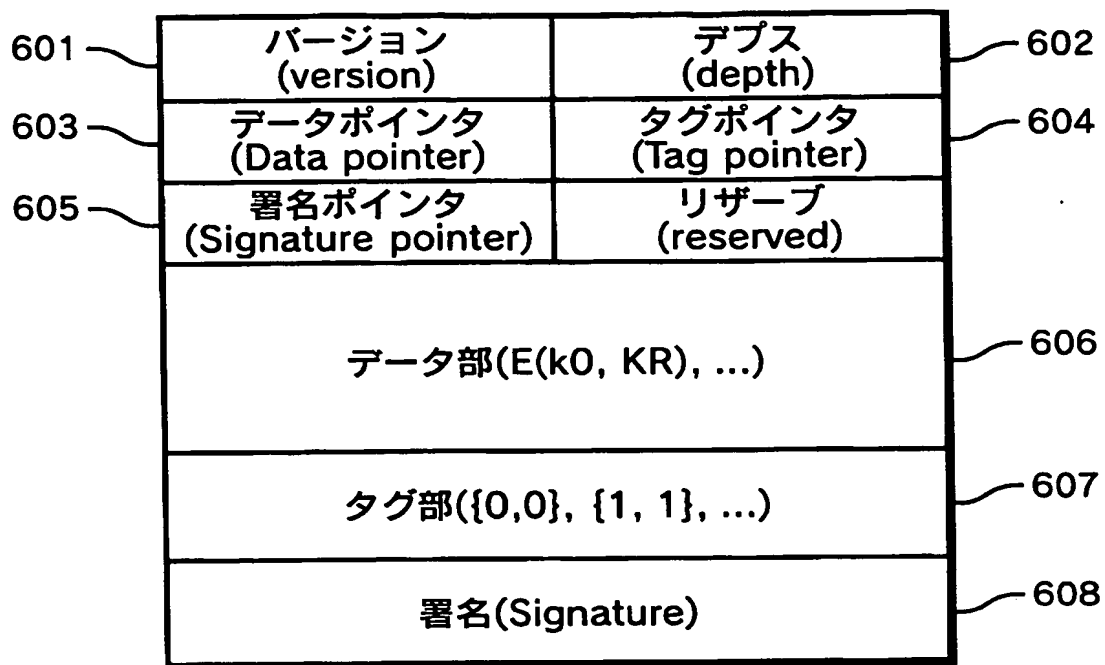 601
バージョン
(version)
デプス
(depth)
602
603
データポインタ
(Data pointer)
タグポインタ
(Tag pointer)
604
605
署名ポインタ
(Signature pointer)
リザーブ
(reserved)
データ部(E(k0, KR), ...)
606
タグ部({0,0}, {1, 1}, ...)
607
署名(Signature)
608